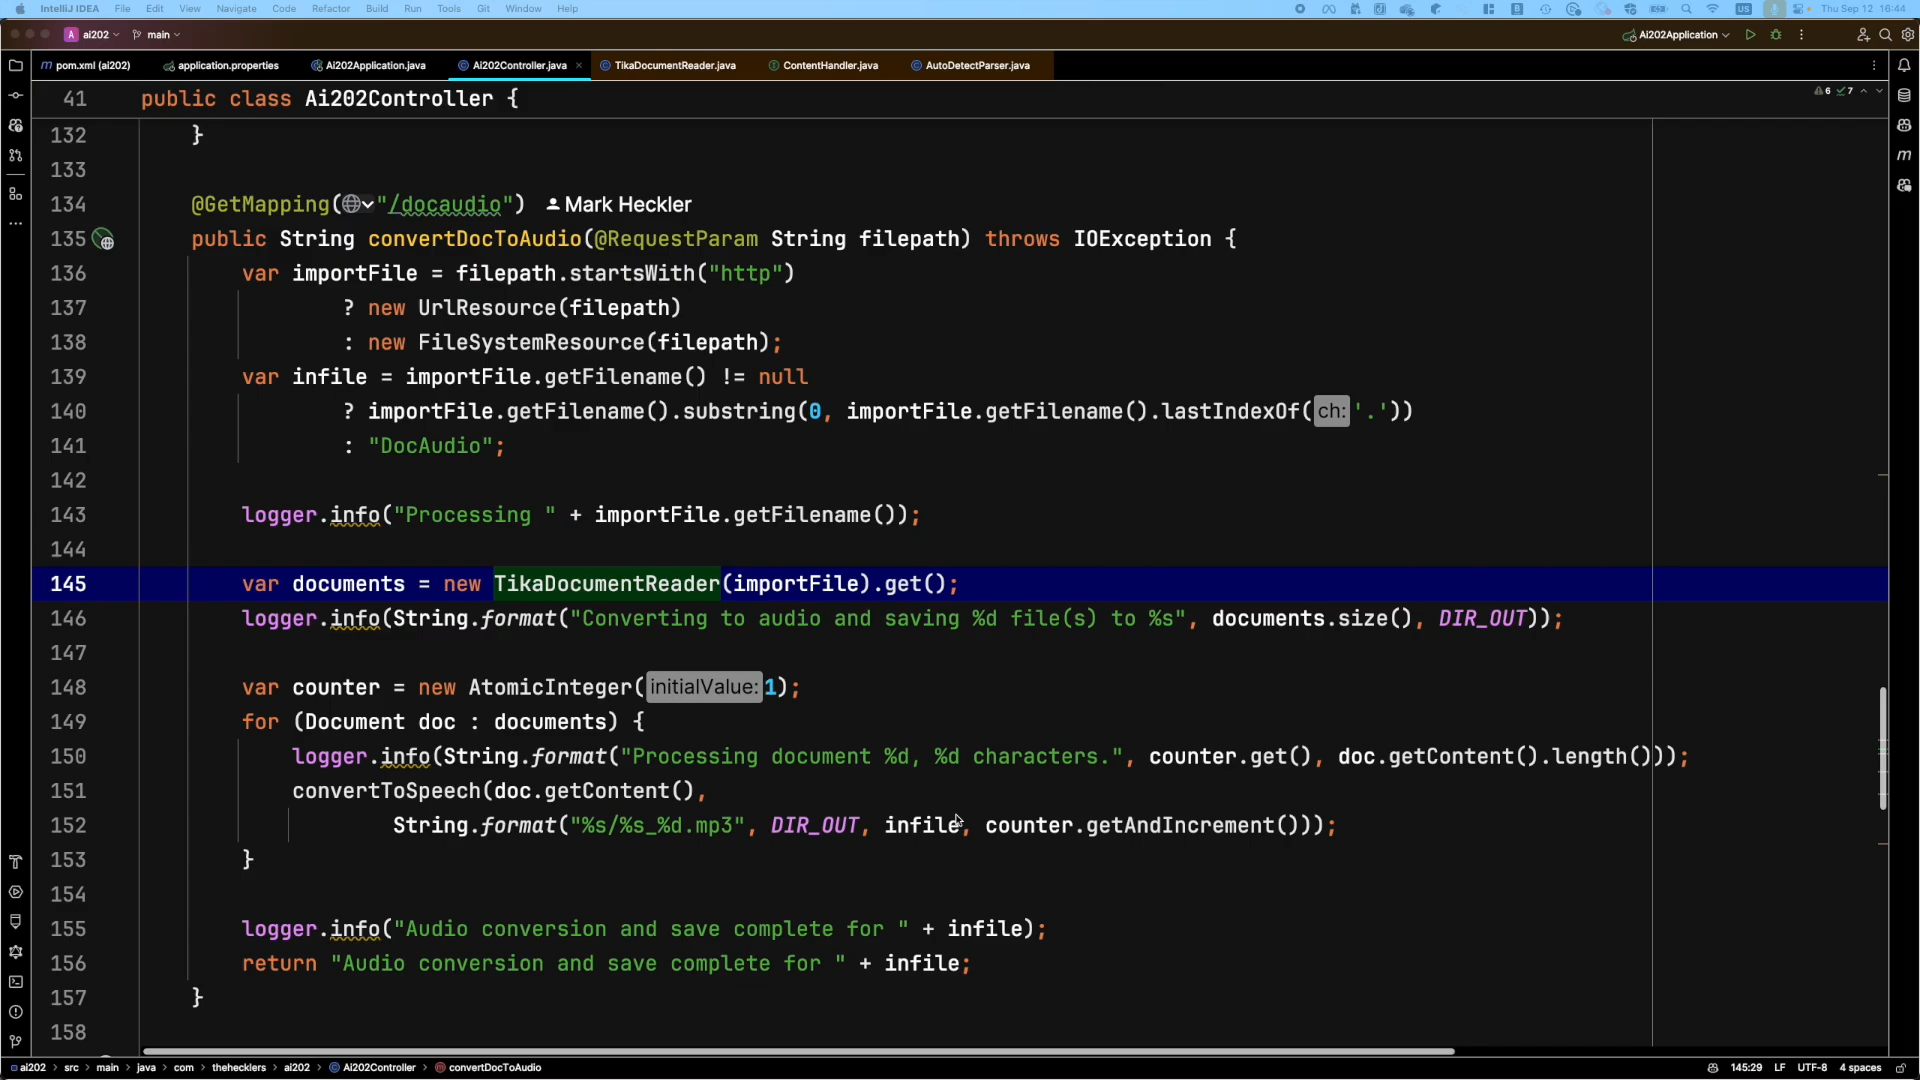 IntelliJ IDEA File Edit View Navigate Code Refactor Build Run Tools Git Window Help US Thu Sep 12 16:44
A ai202 main Ai202Application
m pom.xml (ai202) application.properties Ai202Application.java Ai202Controller.java TikaDocumentReader.java ContentHandler.java AutoDetectParser.java
41 public class Ai202Controller { 6 7
132 }
133
134 @GetMapping("/docaudio") Mark Heckler
135 public String convertDocToAudio(@RequestParam String filepath) throws IOException {
136 var importFile = filepath.startsWith("http")
137 ? new UrlResource(filepath)
138 : new FileSystemResource(filepath);
139 var infile = importFile.getFilename() != null
140 ? importFile.getFilename().substring(0, importFile.getFilename().lastIndexOf( ch: '.'))
141 : "DocAudio";
142
143 logger.info("Processing " + importFile.getFilename());
144
145 var documents = new TikaDocumentReader(importFile).get();
146 logger.info(String.format("Converting to audio and saving %d file(s) to %s", documents.size(), DIR_OUT));
147
148 var counter = new AtomicInteger( initialValue: 1);
149 for (Document doc : documents) {
150 logger.info(String.format("Processing document %d, %d characters.", counter.get(), doc.getContent().length()));
151 convertToSpeech(doc.getContent(),
152 String.format("%s/%s_%d.mp3", DIR_OUT, infile, counter.getAndIncrement()));
153 }
154
155 logger.info("Audio conversion and save complete for " + infile);
156 return "Audio conversion and save complete for " + infile;
157 }
158
ai202 > src > main > java > com > thehecklers > ai202 > Ai202Controller > convertDocToAudio 145:29 LF UTF-8 4 spaces